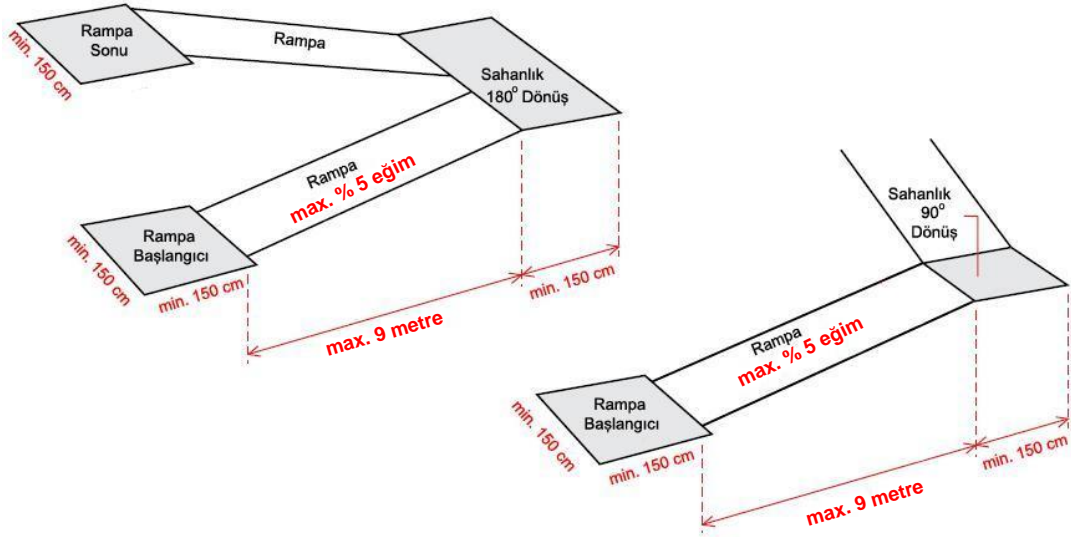 Rampa
Sonu
min. 150 cm
Rampa
Sahanlık
180° Dönüş
Rampa
max. % 5 eğim
Rampa
Başlangıcı
min. 150 cm
min. 150 cm
max. 9 metre
min. 150 cm
Sahanlık
90°
Dönüş
Rampa
max. % 5 eğim
Rampa
Başlangıcı
min. 150 cm
min. 150 cm
max. 9 metre
min. 150 cm